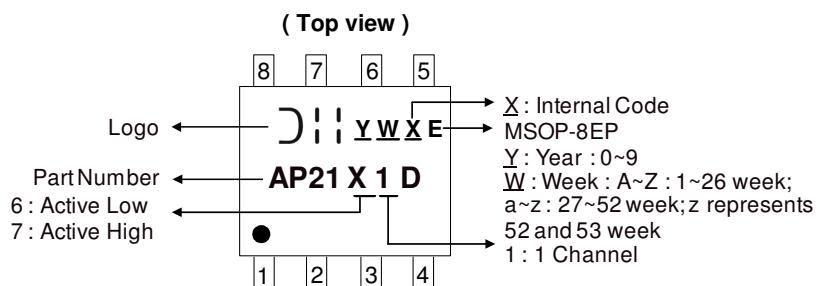 ( Top view )
8 7 6 5
Logo
Y W X E
X : Internal Code
MSOP-8EP
Y : Year : 0~9
W : Week : A~Z : 1~26 week;
a~z : 27~52 week; z represents
52 and 53 week
1 : 1 Channel
Part Number
AP21 X 1 D
6 : Active Low
7 : Active High
1 2 3 4